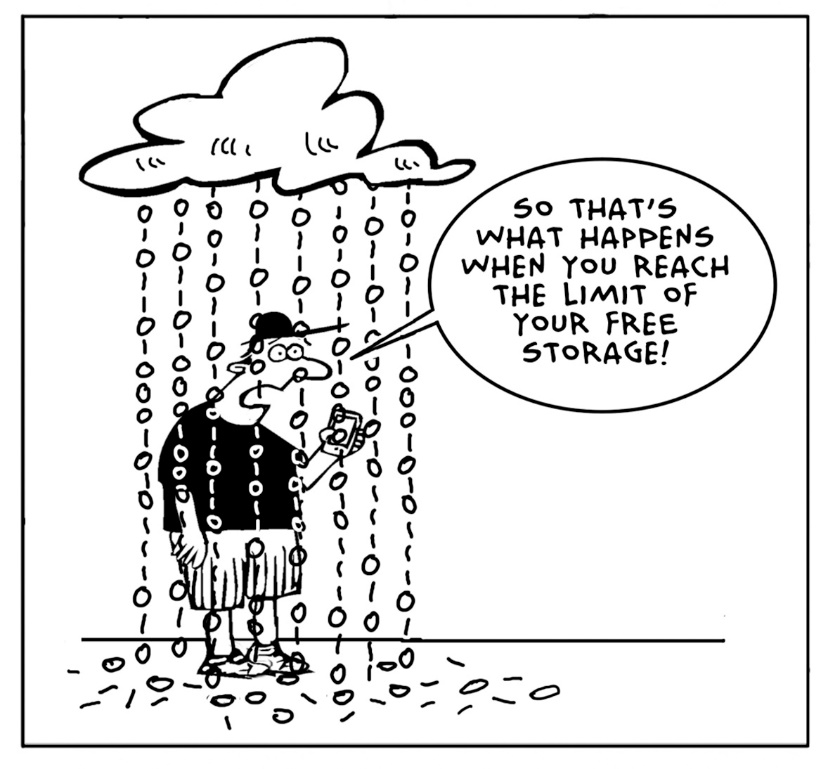 SO THAT'S
WHAT HAPPENS
WHEN YOU REACH
THE LIMIT OF
YOUR FREE
STORAGE!